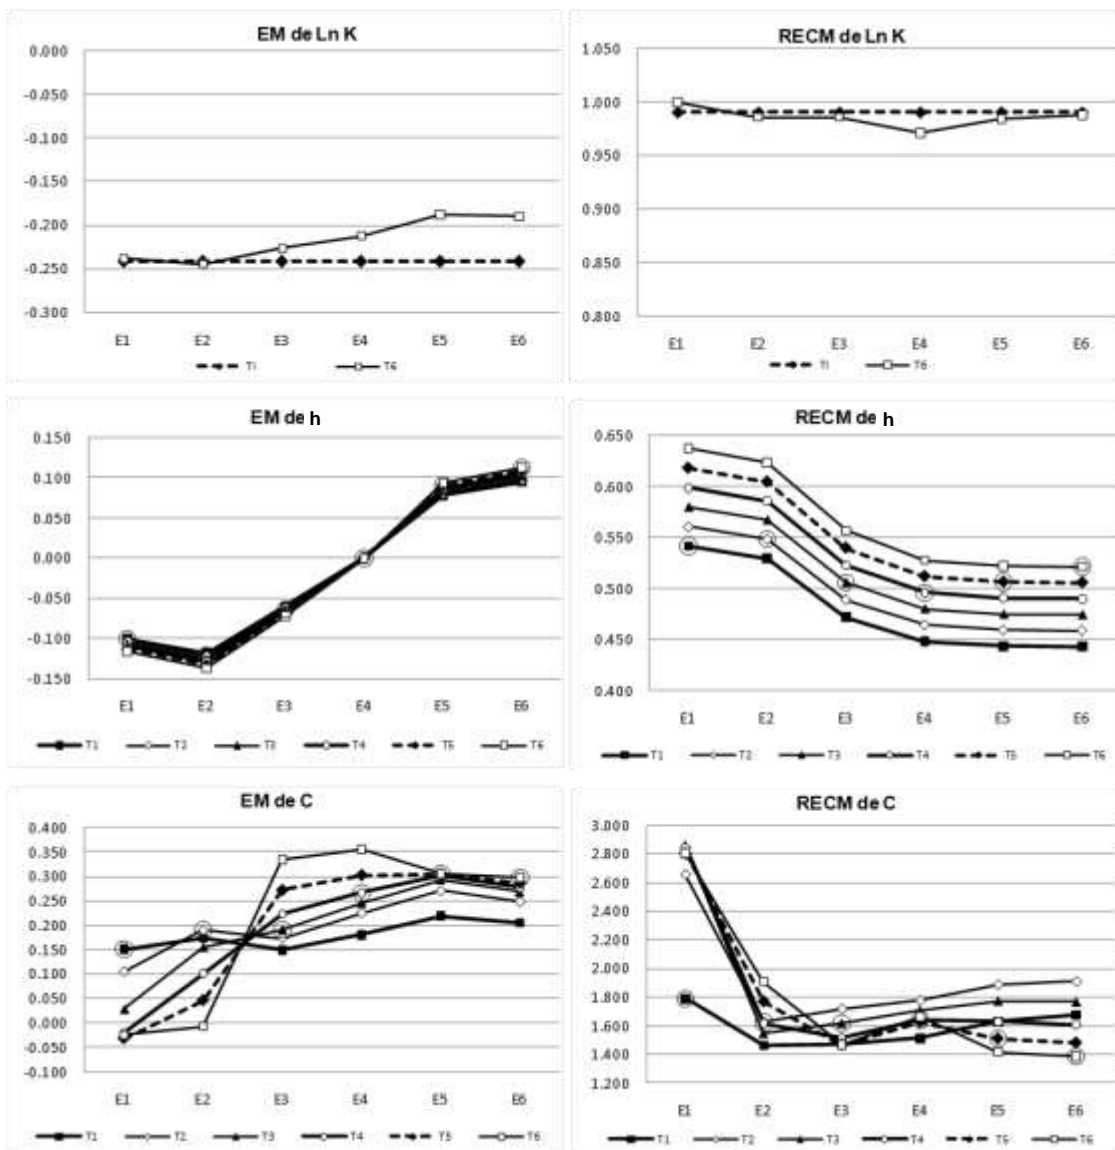 EM de Ln K
0.000
-0.050
-0.100
-0.150
-0.200
-0.250
-0.300
E1 E2 E3 E4 E5 E6
Ti T6
RECM de Ln K
1.050
1.000
0.950
0.900
0.850
0.800
E1 E2 E3 E4 E5 E6
Ti T6
EM de h
0.150
0.100
0.050
0.000
-0.050
-0.100
-0.150
E1 E2 E3 E4 E5 E6
T1 T2 T3 T4 T5 T6
RECM de h
0.650
0.600
0.550
0.500
0.450
0.400
E1 E2 E3 E4 E5 E6
T1 T2 T3 T4 T5 T6
EM de C
0.400
0.350
0.300
0.250
0.200
0.150
0.100
0.050
0.000
-0.050
-0.100
E1 E2 E3 E4 E5 E6
T1 T2 T3 T4 T5 T6
RECM de C
3.000
2.800
2.600
2.400
2.200
2.000
1.800
1.600
1.400
1.200
E1 E2 E3 E4 E5 E6
T1 T2 T3 T4 T5 T6